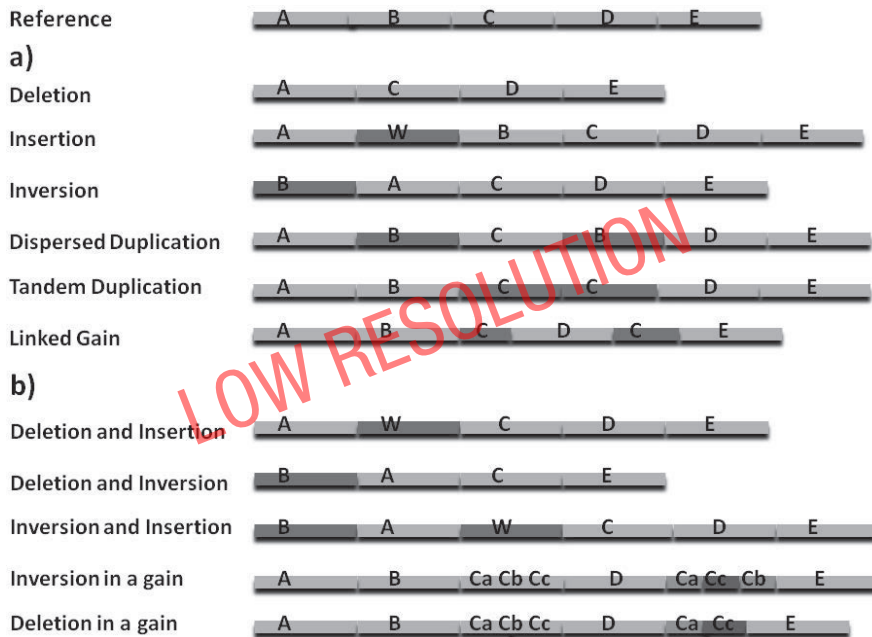 Reference A B C D E
a)
Deletion A C D E
Insertion A W B C D E
Inversion B A C D E
Dispersed Duplication A B C B D E
Tandem Duplication A B C C D E
Linked Gain A B C D C E
LOW RESOLUTION
b)
Deletion and Insertion A W C D E
Deletion and Inversion B A C E
Inversion and Insertion B A W C D E
Inversion in a gain A B Ca Cb Cc D Ca Cc Cb E
Deletion in a gain A B Ca Cb Cc D Ca Cc E